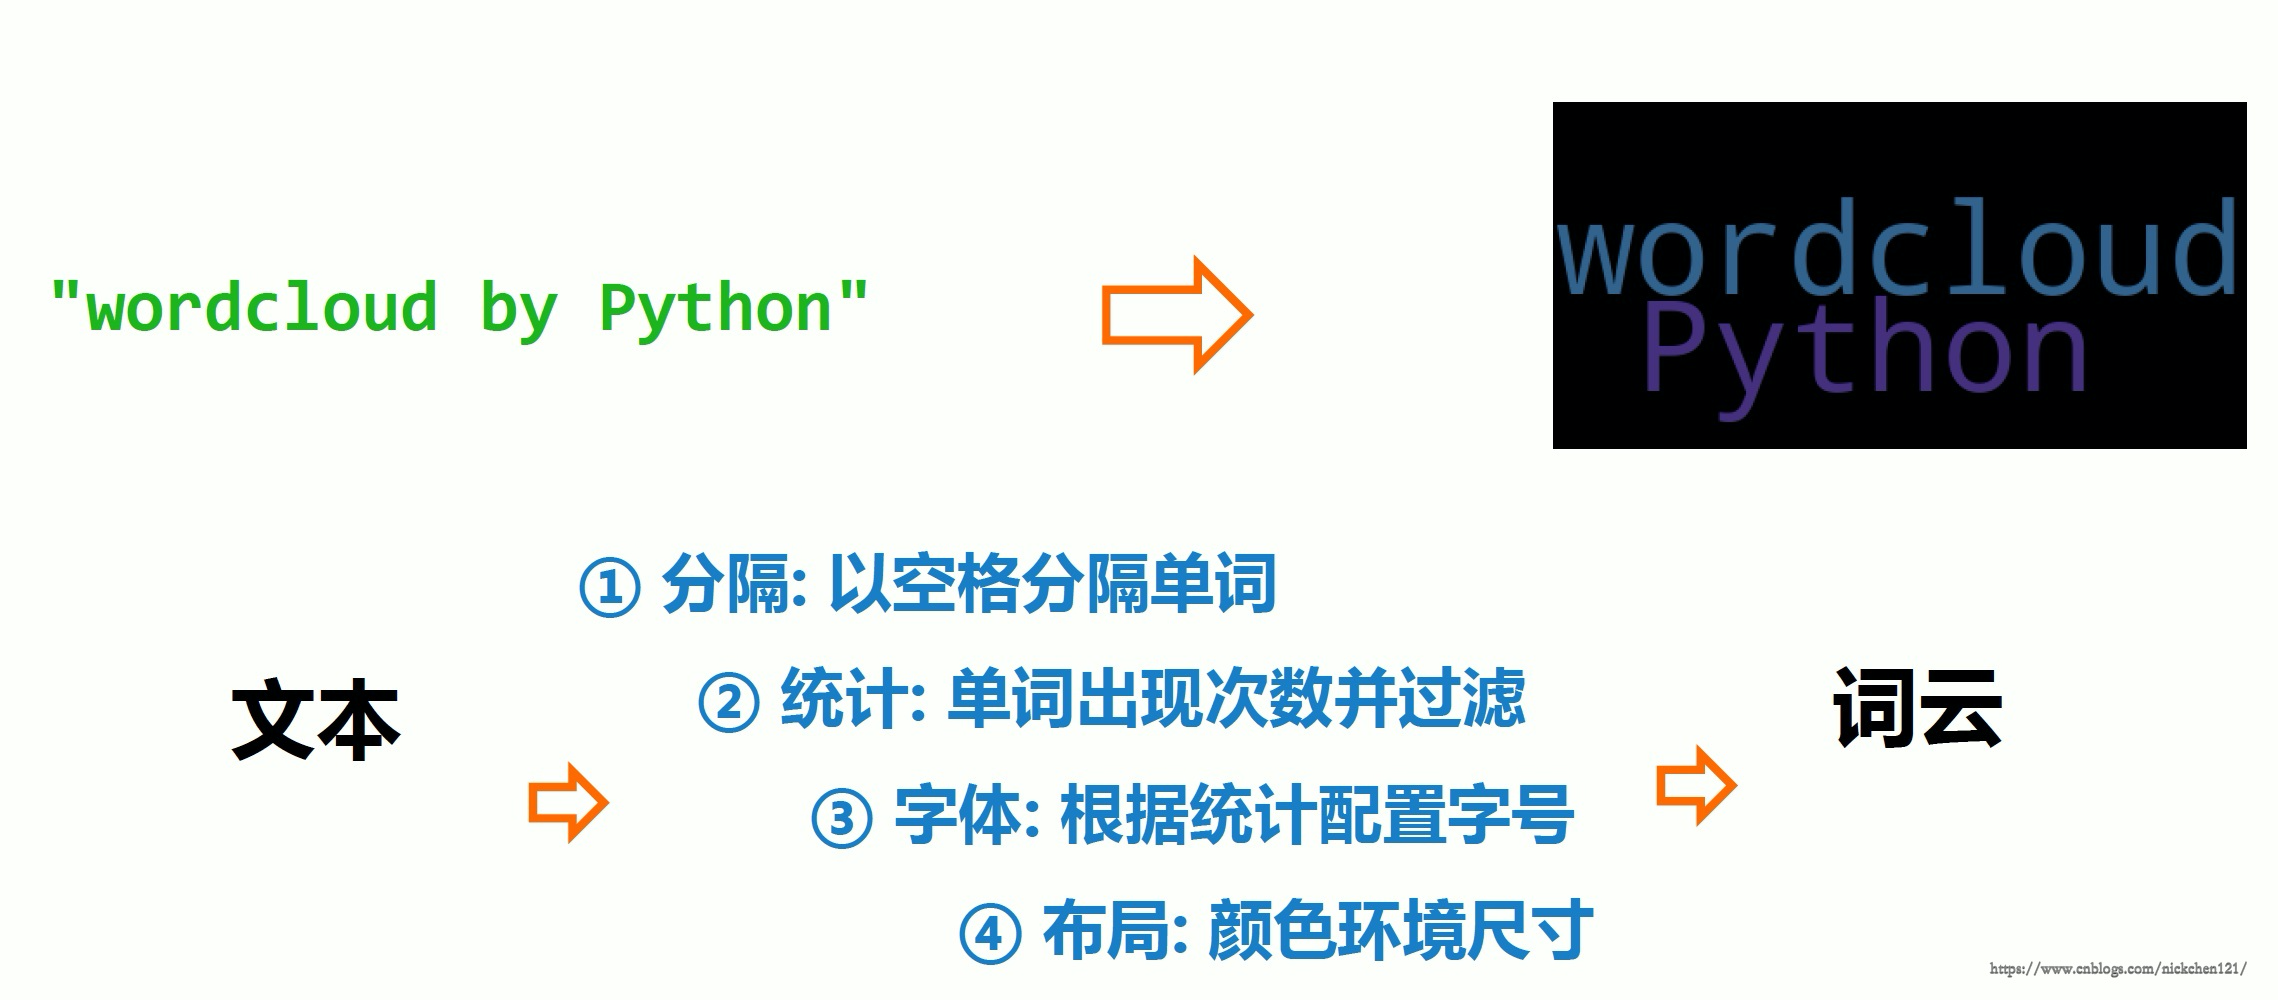 "wordcloud by Python"
wordcloud
Python
① 分隔: 以空格分隔单词
② 统计: 单词出现次数并过滤
文本
词云
③ 字体: 根据统计配置字号
④ 布局: 颜色环境尺寸
https://www.cnblogs.com/nickchen121/